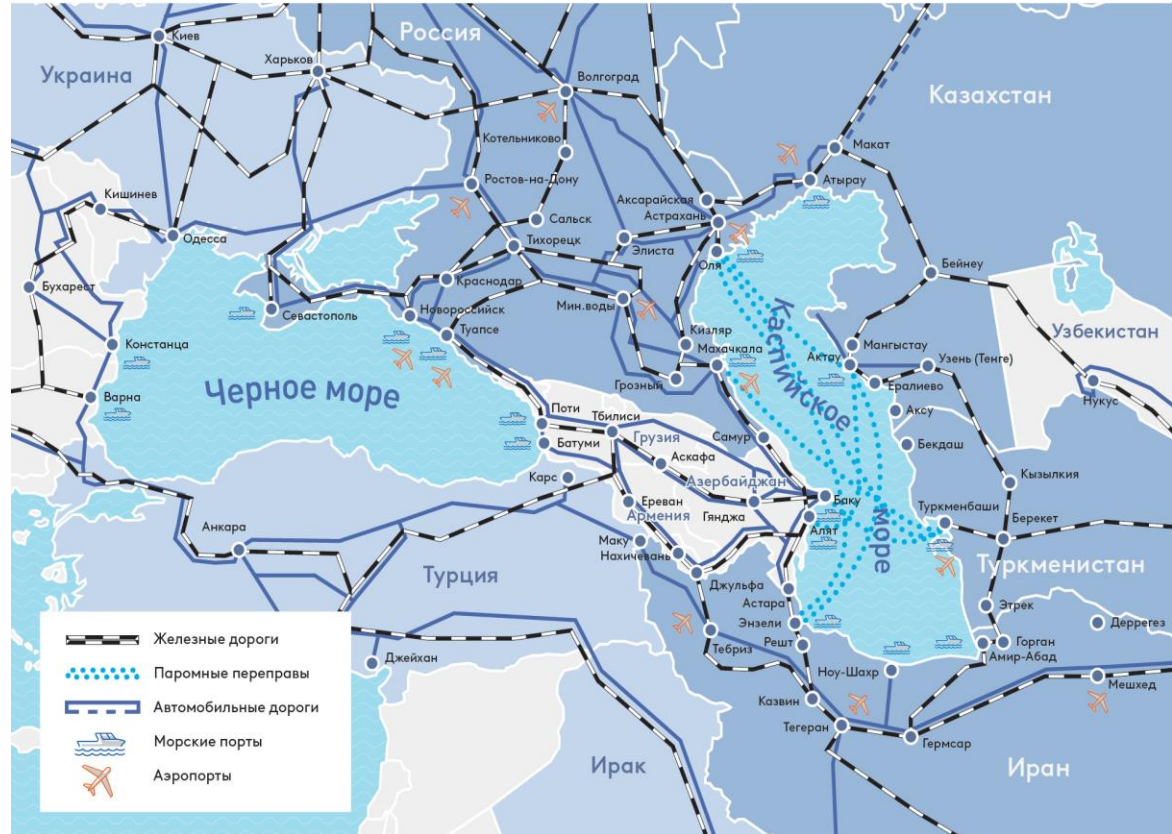 Киев
Россия
Харьков
Украина
Волгоград
Казахстан
Котельниково
Макат
Ростов-на-Дону
Атырау
Кишинев
Аксарайская
Астрахань
Сальск
Одесса
Тихорецк
Элиста
Оля
Бейнеу
Бухарест
Краснодар
Севастополь
Новороссийск
Мин.воды
Туапсе
Кизляр
Узбекистан
Констанца
Махачкала
Мангыстау
Актау
Узень (Тенге)
Грозный
Ералиево
Каспийское
море
Черное море
Варна
Нукус
Аксу
Поти
Тбилиси
Батуми
Грузия
Самур
Бекдаш
Аскафа
Карс
Азербайджан
Кызылкия
Ереван
Баку
Армения
Гянджа
Туркменбаши
Анкара
Алят
Берекет
Маку
Нахичевань
Турция
Джульфа
Туркменистан
Астара
Этрек
Энзели
Деррегез
Тебриз
Решт
Горган
Амир-Абад
Джейхан
Ноу-Шахр
Мешхед
Казвин
Тегеран
Гермсар
Ирак
Иран
Железные дороги
Паромные переправы
Автомобильные дороги
Морские порты
Аэропорты